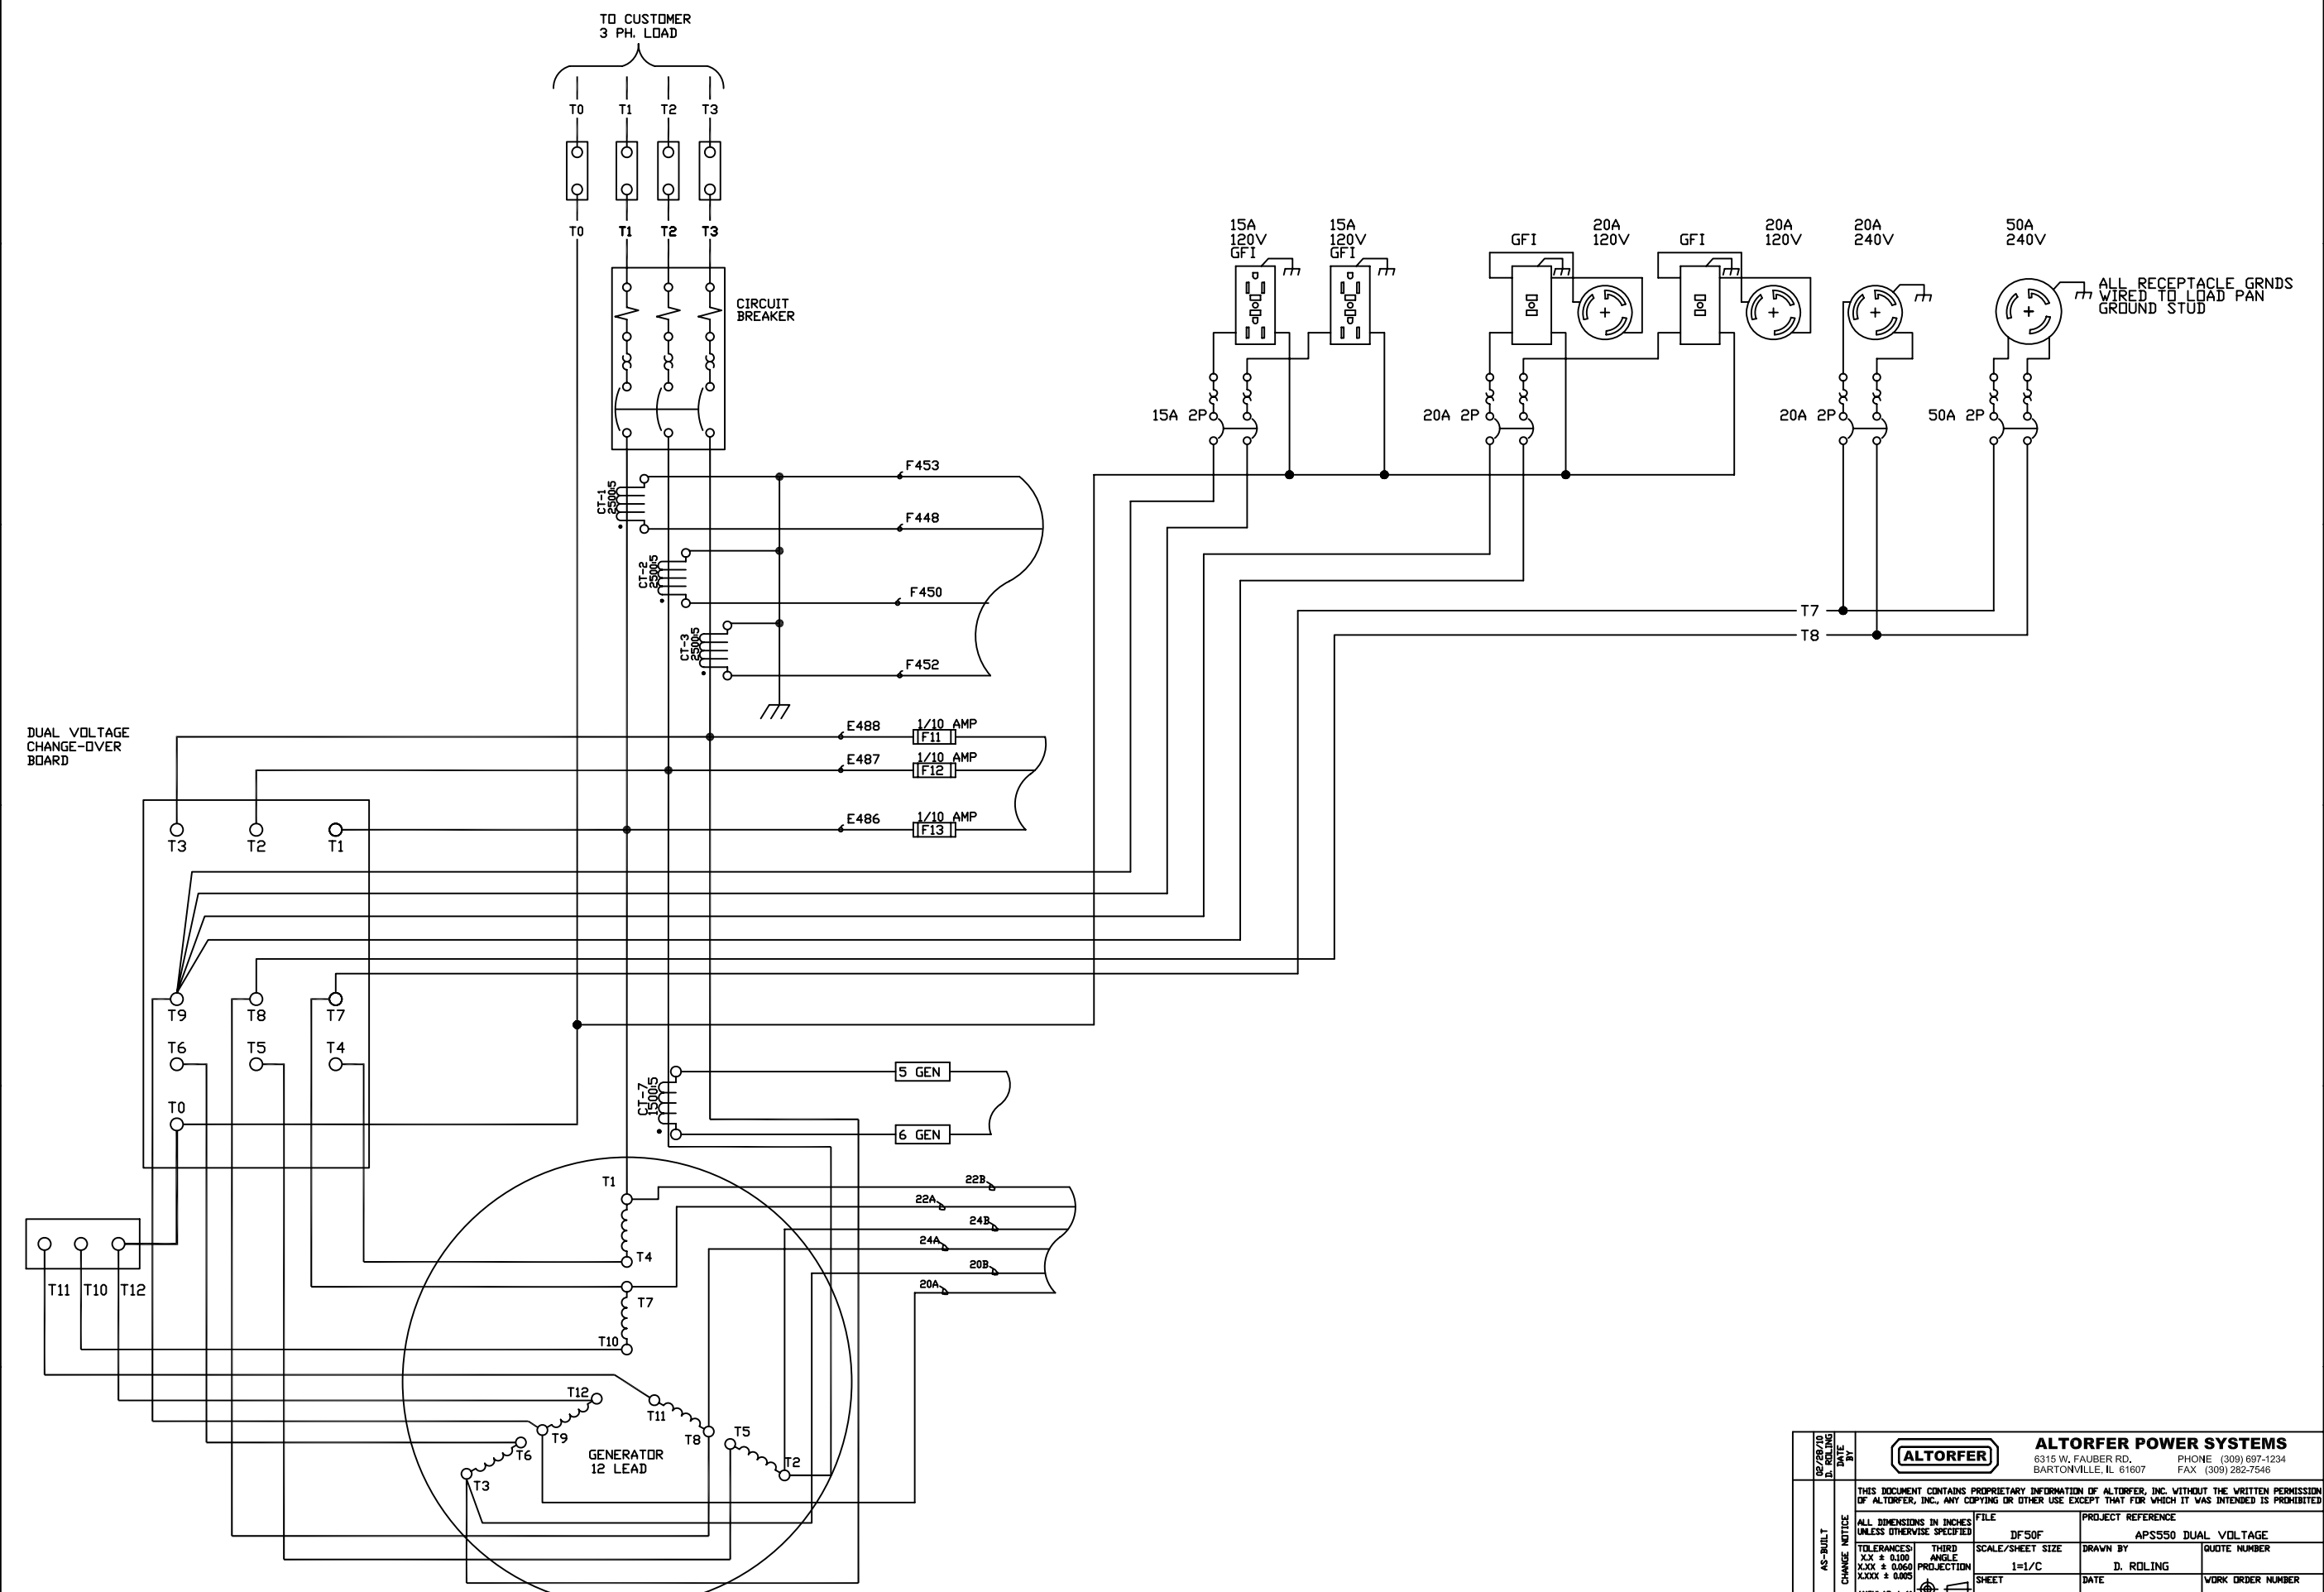 TO CUSTOMER
3 PH. LOAD
T0 T1 T2 T3
T0 T1 T2 T3
CIRCUIT
BREAKER
15A
120V
GFI
15A
120V
GFI
GFI
20A
120V
GFI
20A
120V
20A
240V
50A
240V
ALL RECEPTACLE GRNDS
WIRED TO LOAD PAN
GROUND STUD
15A 2P
20A 2P
20A 2P
50A 2P
CT-1
2500:5
F453
F448
CT-2
2500:5
F450
CT-3
2500:5
F452
T7
T8
DUAL VOLTAGE
CHANGE-OVER
BOARD
E488
1/10 AMP
F11
E487
1/10 AMP
F12
E486
1/10 AMP
F13
T3 T2 T1
T9 T8 T7
T6 T5 T4
T0
CT-7
1500:5
5 GEN
6 GEN
T1
22B
22A
24B
24A
20B
20A
T4
T7
T10
T11 T10 T12
T12
T11
T9
T8
T5
T6
T2
T3
GENERATOR
12 LEAD
02/28/10
D. ROLING
DATE
BY
AS-BUILT
CHANGE NOTICE
ALTORFER
ALTORFER POWER SYSTEMS
6315 W. FAUBER RD. PHONE (309) 697-1234
BARTONVILLE, IL 61607 FAX (309) 282-7546
THIS DOCUMENT CONTAINS PROPRIETARY INFORMATION OF ALTORFER, INC. WITHOUT THE WRITTEN PERMISSION
OF ALTORFER, INC., ANY COPYING OR OTHER USE EXCEPT THAT FOR WHICH IT WAS INTENDED IS PROHIBITED
ALL DIMENSIONS IN INCHES
UNLESS OTHERWISE SPECIFIED
FILE
DF50F
PROJECT REFERENCE
APS550 DUAL VOLTAGE
TOLERANCES:
X.X ± 0.100
X.XX ± 0.060
X.XXX ± 0.005
THIRD
ANGLE
PROJECTION
SCALE/SHEET SIZE
1=1/C
DRAWN BY
D. ROLING
QUOTE NUMBER
SHEET
DATE
WORK ORDER NUMBER